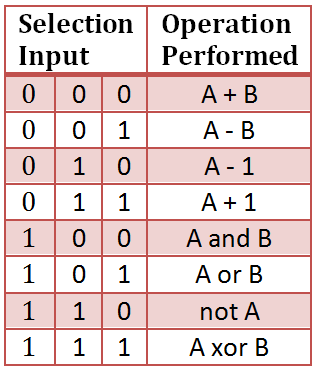 Selection Input Operation Performed
0 0 0 A + B
0 0 1 A - B
0 1 0 A - 1
0 1 1 A + 1
1 0 0 A and B
1 0 1 A or B
1 1 0 not A
1 1 1 A xor B